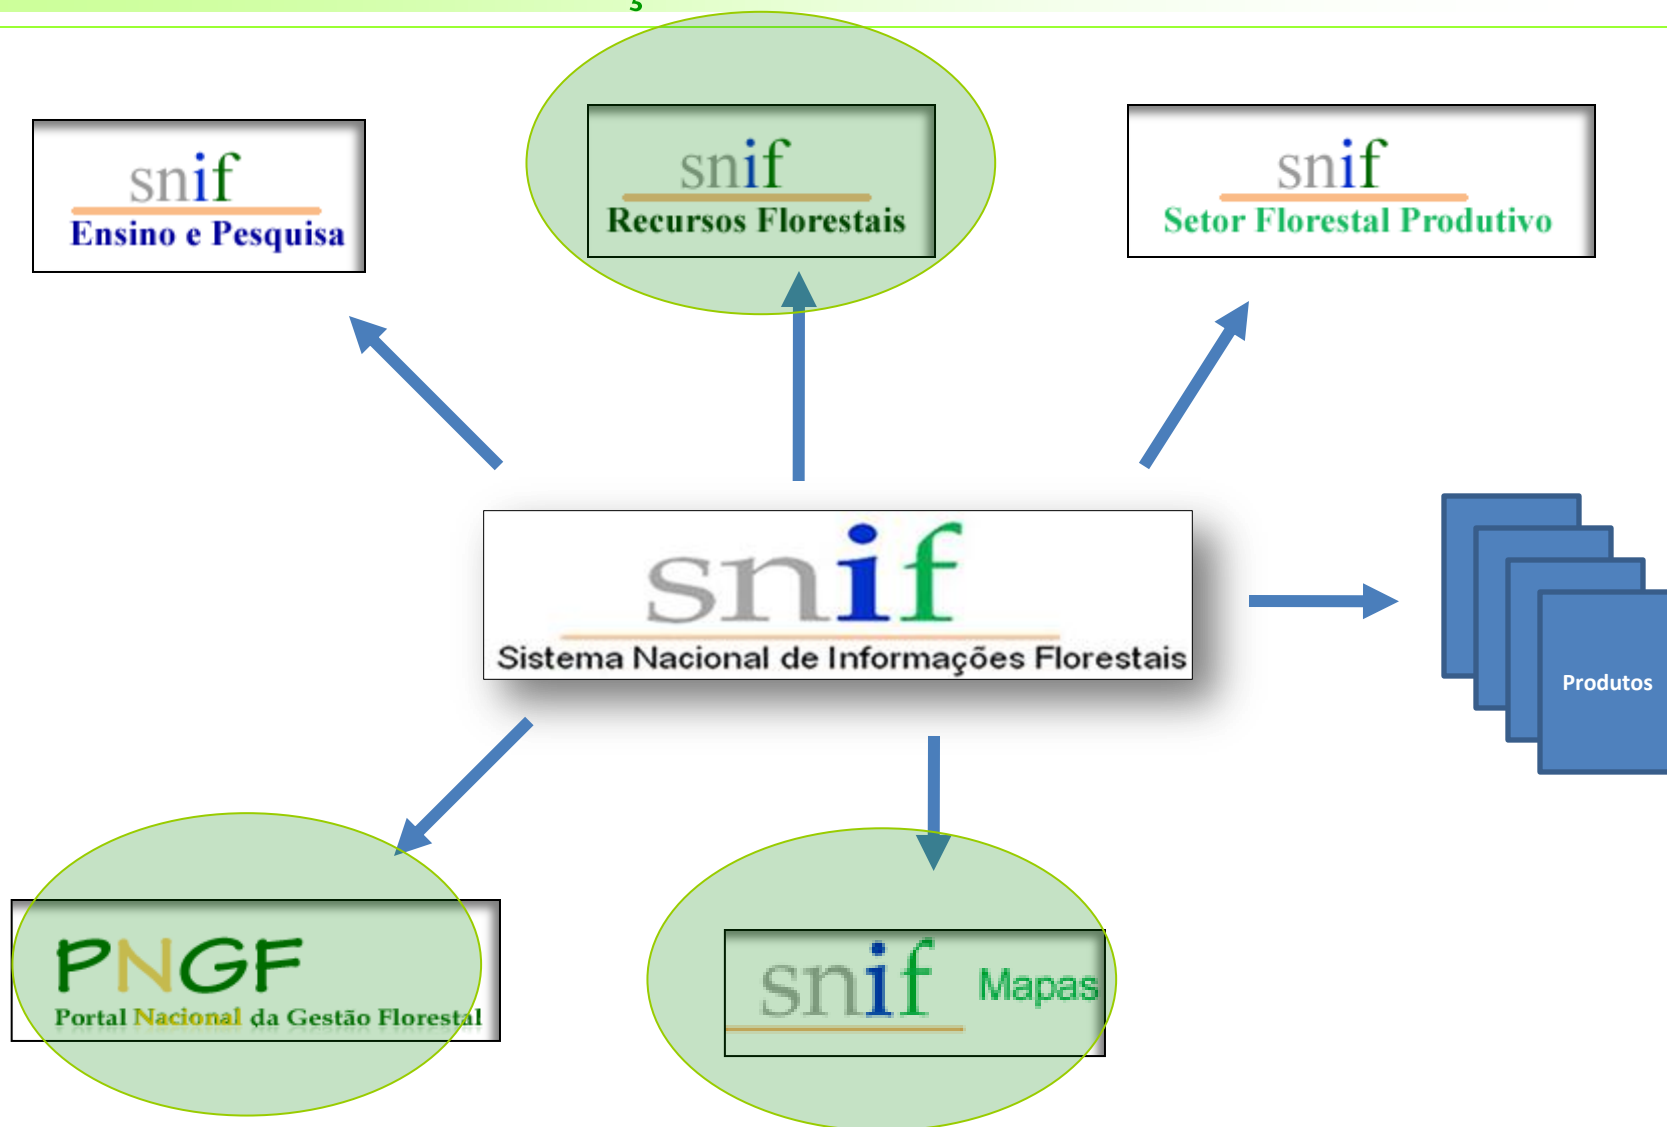 snif
Ensino e Pesquisa
snif
Recursos Florestais
snif
Setor Florestal Produtivo
snif
Sistema Nacional de Informações Florestais
Produtos
PNGF
Portal Nacional da Gestão Florestal
snif Mapas